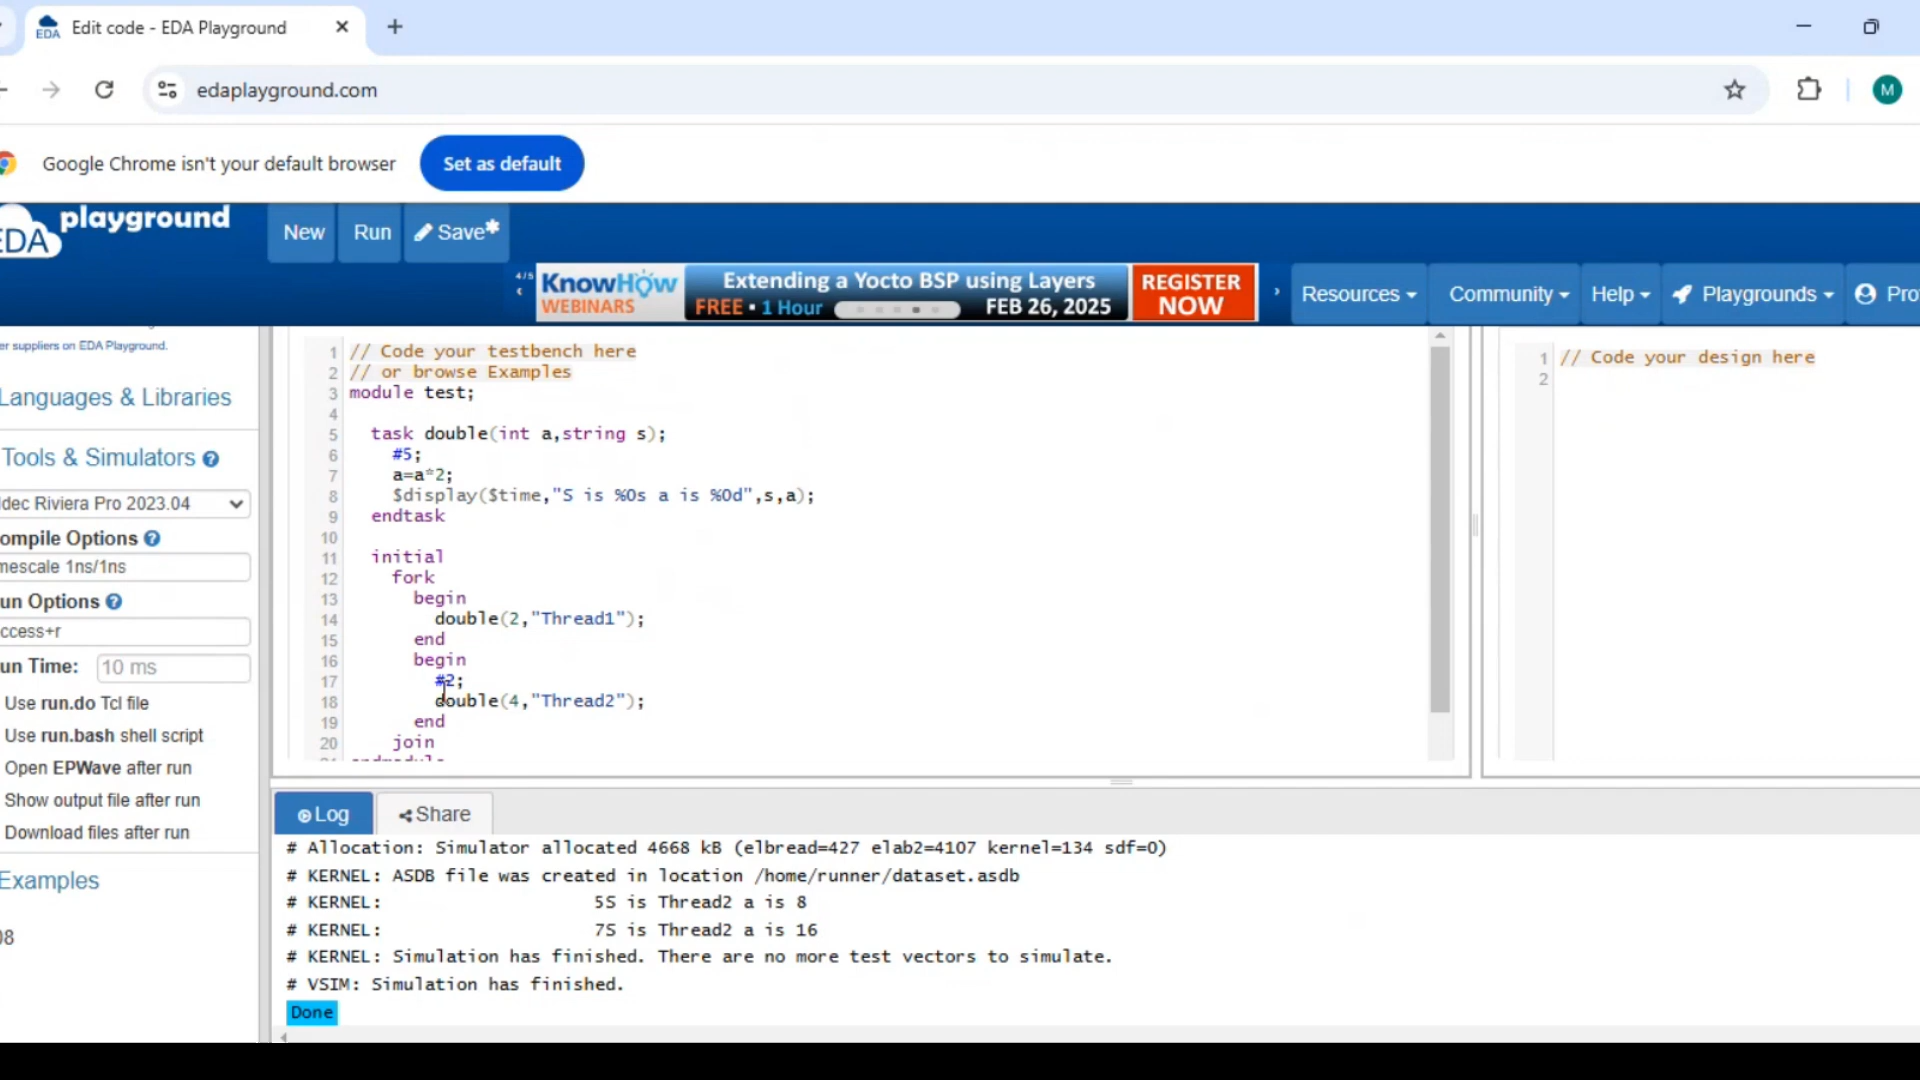 Edit code - EDA Playground
edaplayground.com
M
Google Chrome isn't your default browser
Set as default
EDA playground
New
Run
Save*
4/5
KnowHow
WEBINARS
Extending a Yocto BSP using Layers
FREE • 1 Hour
FEB 26, 2025
REGISTER
NOW
Resources
Community
Help
Playgrounds
Pro
er suppliers on EDA Playground.
Languages & Libraries
Tools & Simulators
ldec Riviera Pro 2023.04
ompile Options
mescale 1ns/1ns
un Options
ccess+r
un Time:
10 ms
Use run.do Tcl file
Use run.bash shell script
Open EPWave after run
Show output file after run
Download files after run
Examples
08
1 // Code your testbench here
2 // or browse Examples
3 module test;
4
5 task double(int a,string s);
6 #5;
7 a=a*2;
8 $display($time,"S is %0s a is %0d",s,a);
9 endtask
10
11 initial
12 fork
13 begin
14 double(2,"Thread1");
15 end
16 begin
17 #2;
18 double(4,"Thread2");
19 end
20 join
endmodule
1 // Code your design here
2
Log
Share
# Allocation: Simulator allocated 4668 kB (elbread=427 elab2=4107 kernel=134 sdf=0)
# KERNEL: ASDB file was created in location /home/runner/dataset.asdb
# KERNEL: 5S is Thread2 a is 8
# KERNEL: 7S is Thread2 a is 16
# KERNEL: Simulation has finished. There are no more test vectors to simulate.
# VSIM: Simulation has finished.
Done